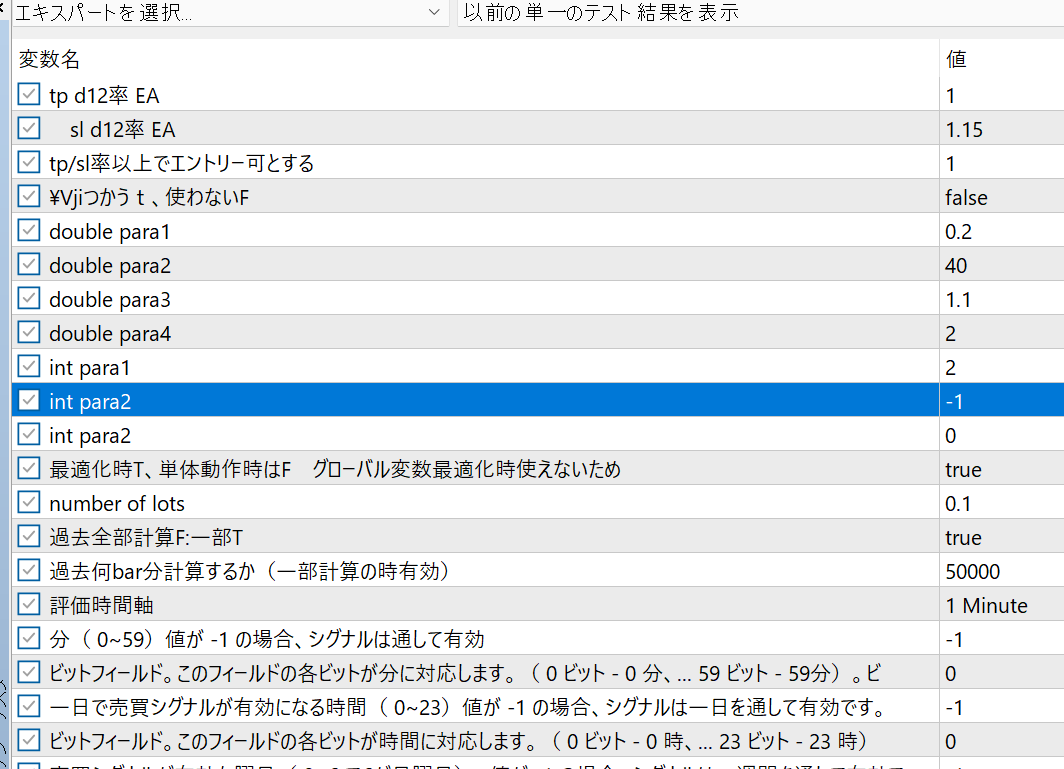 エキスパートを選択...
以前の単一のテスト結果を表示
変数名 値
tp d12率 EA 1
sl d12率 EA 1.15
tp/sl率以上でエントリー可とする 1
¥Vjiつかうｔ、使わないF false
double para1 0.2
double para2 40
double para3 1.1
double para4 2
int para1 2
int para2 -1
int para2 0
最適化時T、単体動作時はF　グローバル変数最適化時使えないため true
number of lots 0.1
過去全部計算F:一部T true
過去何bar分計算するか（一部計算の時有効） 50000
評価時間軸 1 Minute
分（ 0~59）値が -1 の場合、シグナルは通して有効 -1
ビットフィールド。このフィールドの各ビットが分に対応します。（ 0 ビット - 0 分、... 59 ビット - 59分）。ビ 0
一日で売買シグナルが有効になる時間（ 0~23）値が -1 の場合、シグナルは一日を通して有効です。 -1
ビットフィールド。このフィールドの各ビットが時間に対応します。（ 0 ビット - 0 時、... 23 ビット - 23 時） 0